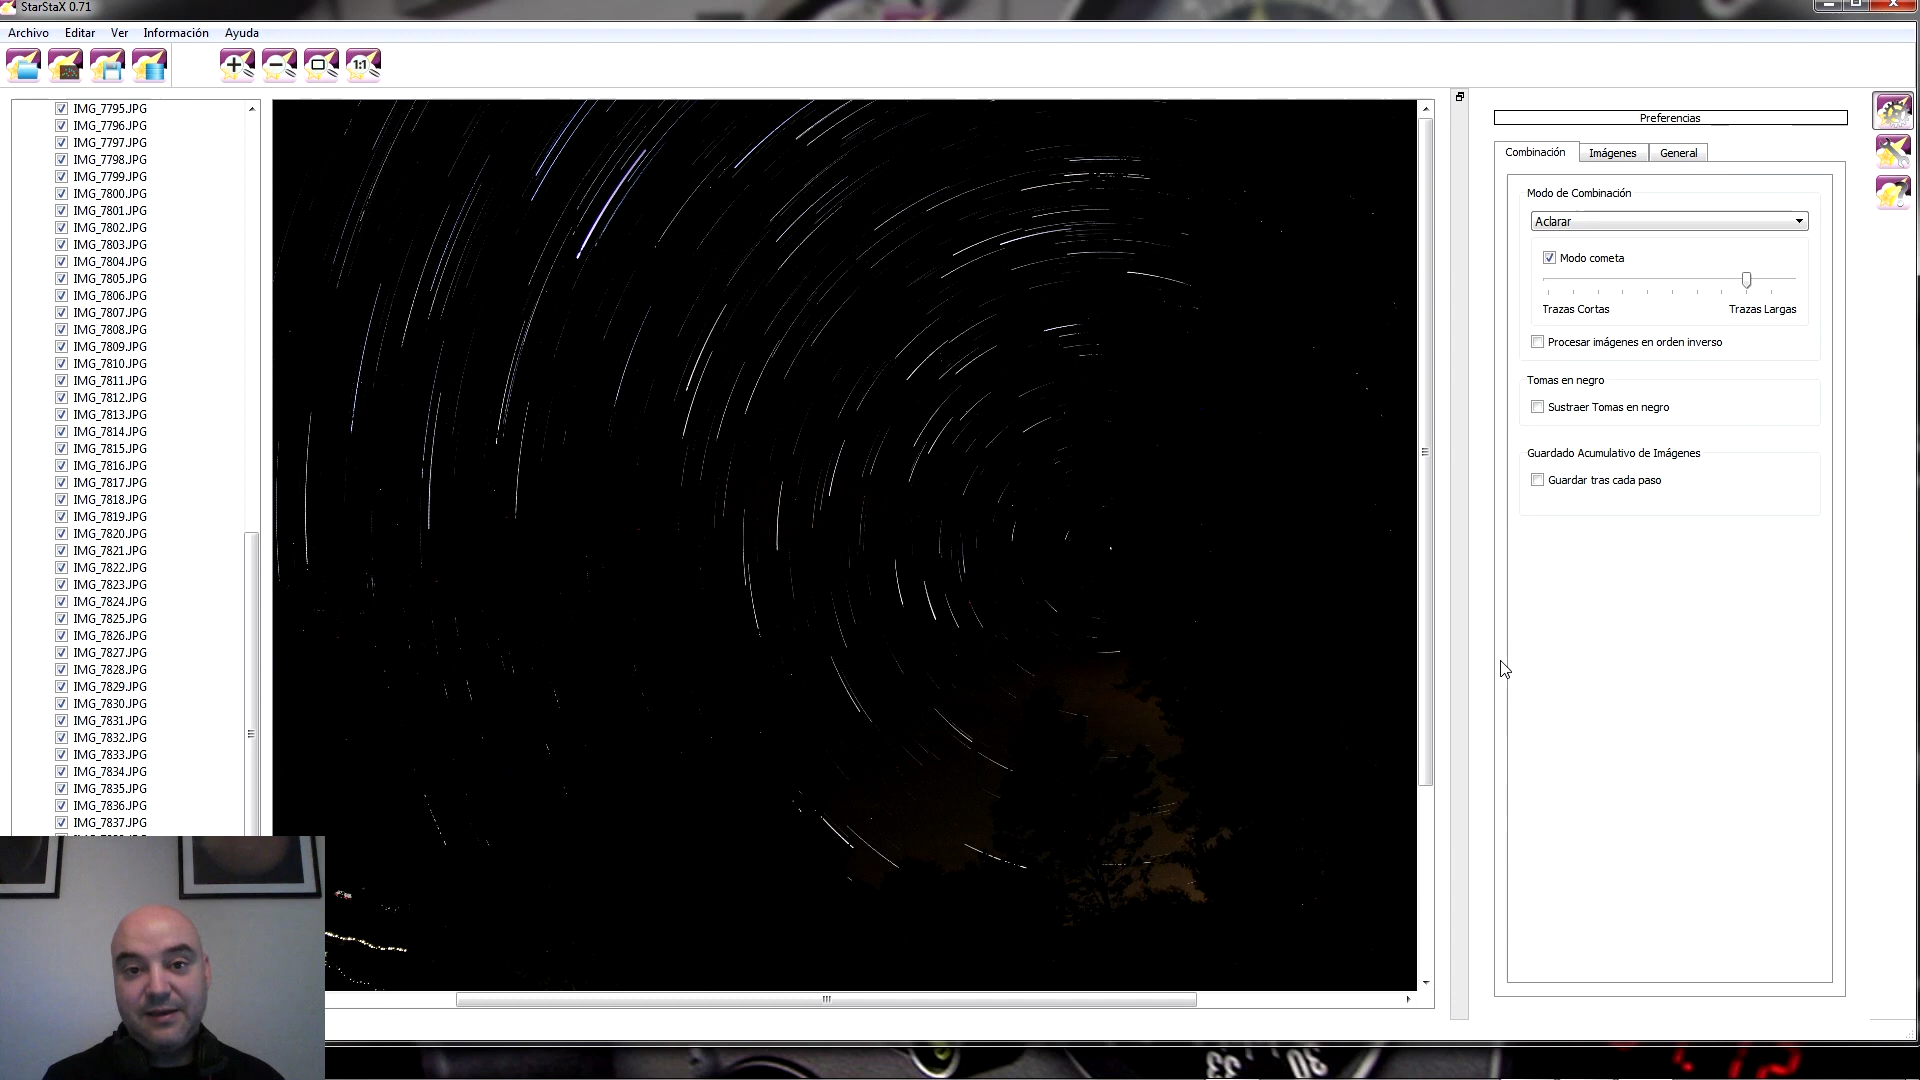 StarStaX 0.71
Archivo Editar Ver Información Ayuda
1:1
IMG_7795.JPG
IMG_7796.JPG
IMG_7797.JPG
IMG_7798.JPG
IMG_7799.JPG
IMG_7800.JPG
IMG_7801.JPG
IMG_7802.JPG
IMG_7803.JPG
IMG_7804.JPG
IMG_7805.JPG
IMG_7806.JPG
IMG_7807.JPG
IMG_7808.JPG
IMG_7809.JPG
IMG_7810.JPG
IMG_7811.JPG
IMG_7812.JPG
IMG_7813.JPG
IMG_7814.JPG
IMG_7815.JPG
IMG_7816.JPG
IMG_7817.JPG
IMG_7818.JPG
IMG_7819.JPG
IMG_7820.JPG
IMG_7821.JPG
IMG_7822.JPG
IMG_7823.JPG
IMG_7824.JPG
IMG_7825.JPG
IMG_7826.JPG
IMG_7827.JPG
IMG_7828.JPG
IMG_7829.JPG
IMG_7830.JPG
IMG_7831.JPG
IMG_7832.JPG
IMG_7833.JPG
IMG_7834.JPG
IMG_7835.JPG
IMG_7836.JPG
IMG_7837.JPG
Preferencias
Combinación Imágenes General
Modo de Combinación
Aclarar
Modo cometa
Trazas Cortas Trazas Largas
Procesar imágenes en orden inverso
Tomas en negro
Sustraer Tomas en negro
Guardado Acumulativo de Imágenes
Guardar tras cada paso